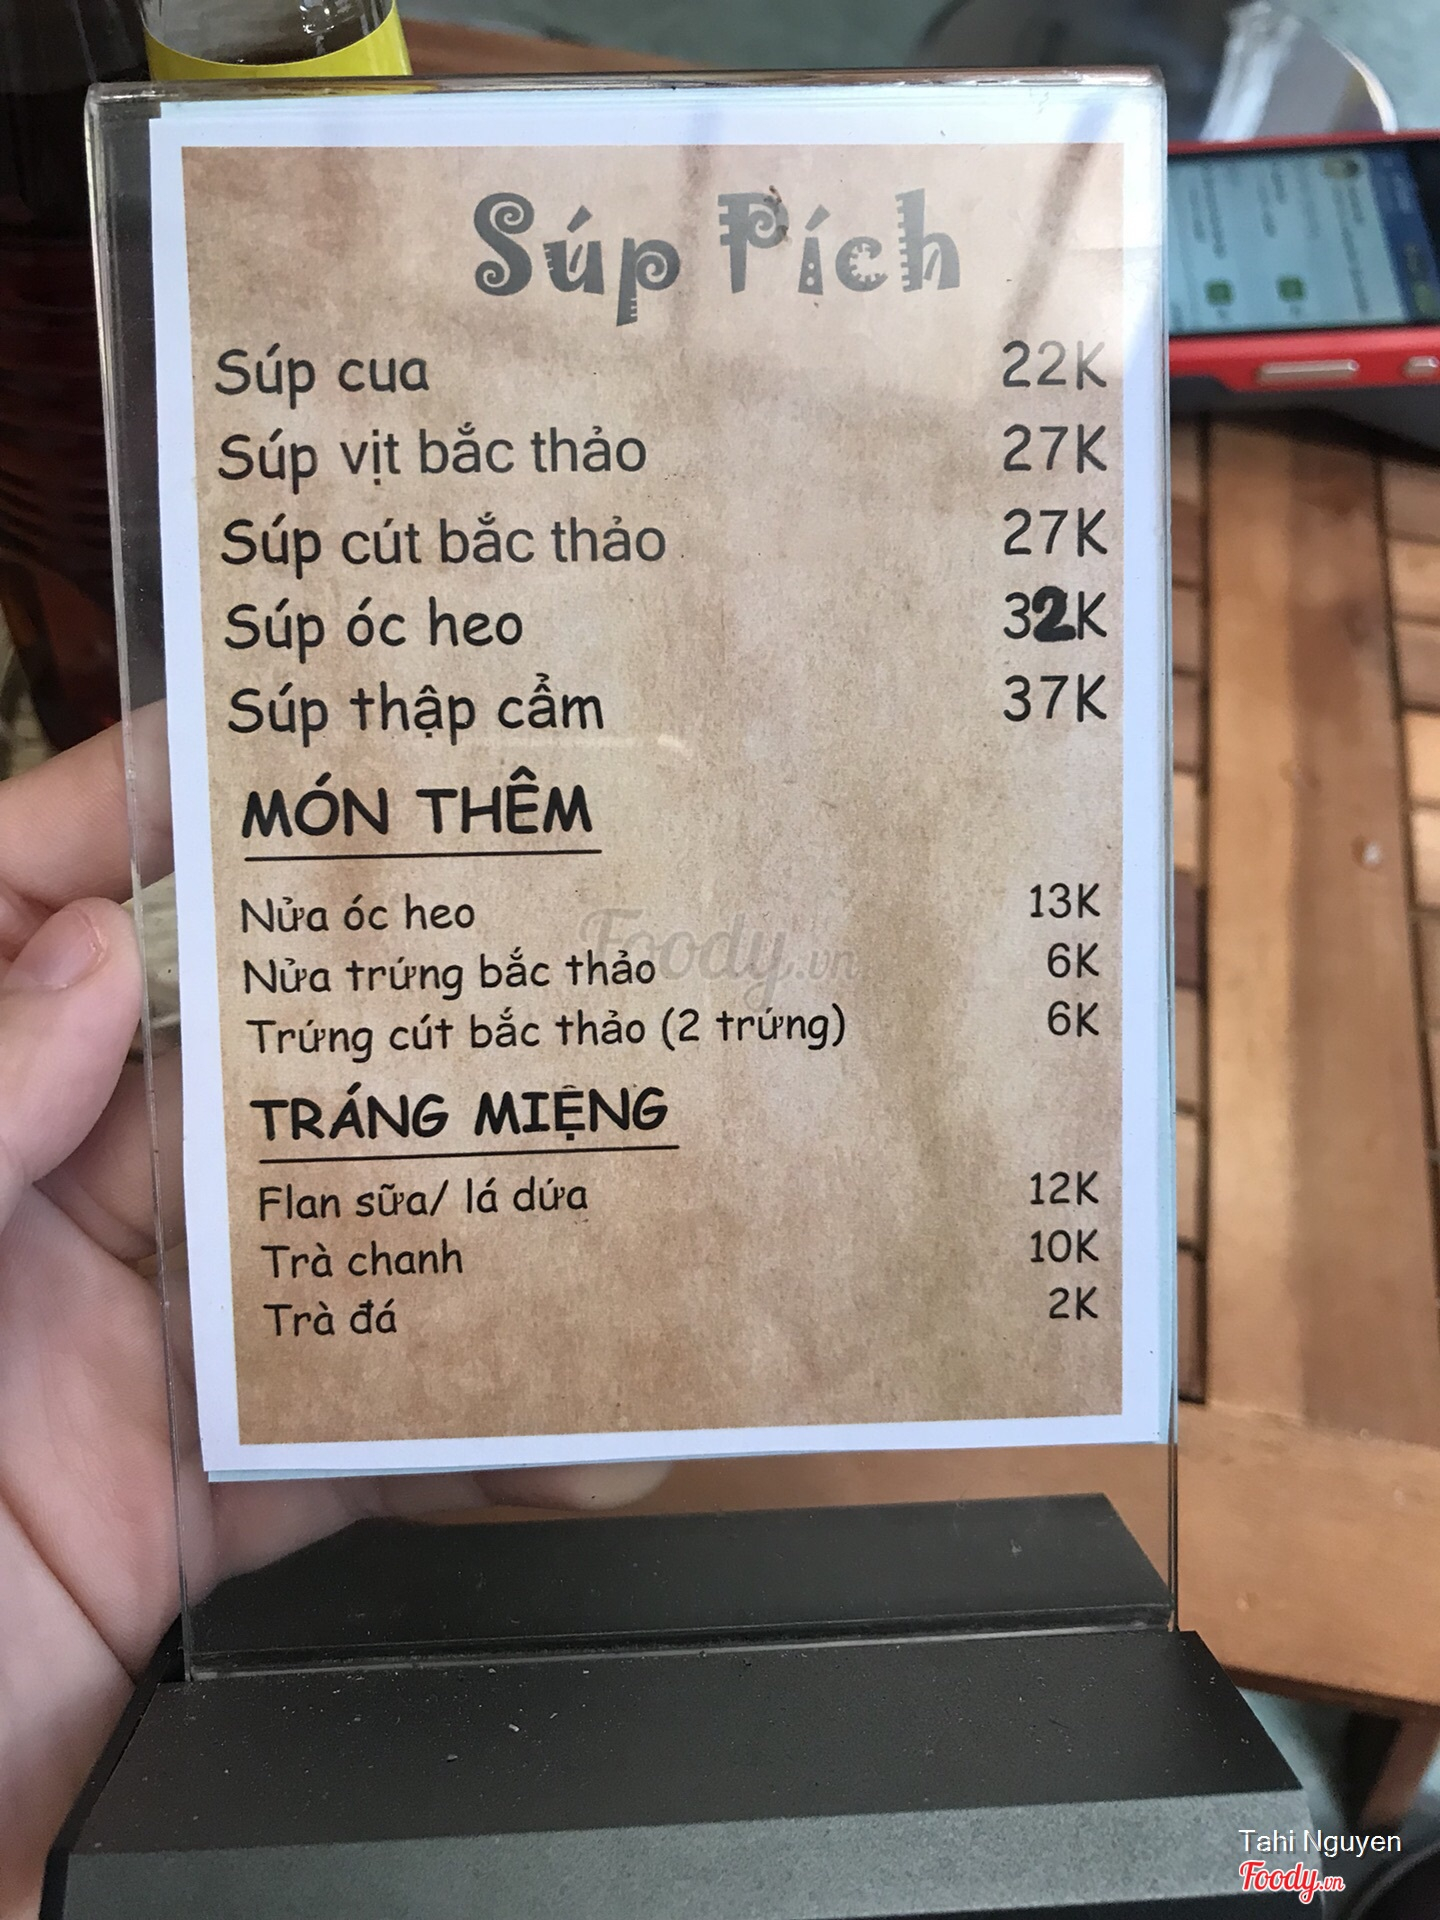 Súp Pích
Súp cua 22K
Súp vịt bắc thảo 27K
Súp cút bắc thảo 27K
Súp óc heo 32K
Súp thập cẩm 37K
MÓN THÊM
Nửa óc heo 13K
Nửa trứng bắc thảo 6K
Trứng cút bắc thảo (2 trứng) 6K
TRÁNG MIỆNG
Flan sữa/ lá dứa 12K
Trà chanh 10K
Trà đá 2K
Foody.vn
Tahi Nguyen
Foody.vn